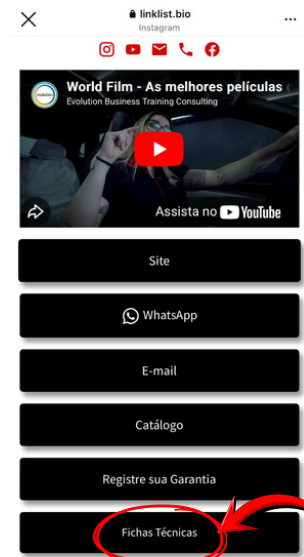 linklist.bio
Instagram
World Film - As melhores películas
Evolution Business Training Consulting
Assista no YouTube
Site
WhatsApp
E-mail
Catálogo
Registre sua Garantia
Fichas Técnicas